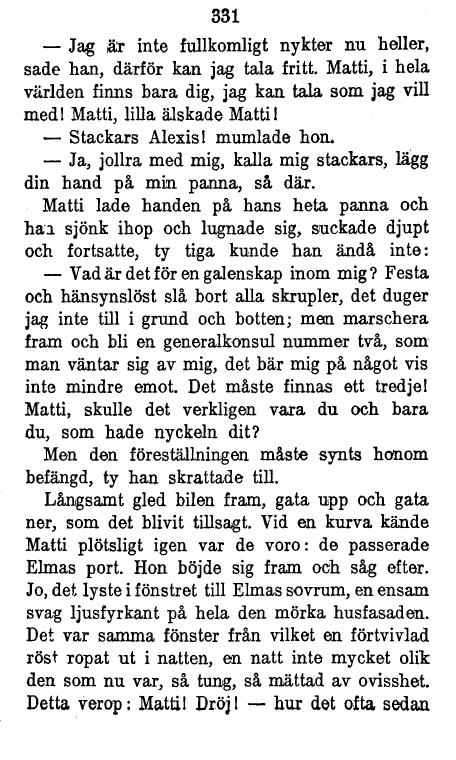 331
— Jag är inte fullkomligt nykter nu heller,
sade han, därför kan jag tala fritt. Matti, i hela
världen finns bara dig, jag kan tala som jag vill
med! Matti, lilla älskade Matti!
— Stackars Alexis! mumlade hon.
— Ja, jollra med mig, kalla mig stackars, lägg
din hand på min panna, så där.
Matti lade handen på hans heta panna och
han sjönk ihop och lugnade sig, suckade djupt
och fortsatte, ty tiga kunde han ändå inte:
— Vad är det för en galenskap inom mig? Festa
och hänsynslöst slå bort alla skrupler, det duger
jag inte till i grund och botten; men marschera
fram och bli en generalkonsul nummer två, som
man väntar sig av mig, det bär mig på något vis
inte mindre emot. Det måste finnas ett tredje!
Matti, skulle det verkligen vara du och bara
du, som hade nyckeln dit?
Men den föreställningen måste synts honom
befängd, ty han skrattade till.
Långsamt gled bilen fram, gata upp och gata
ner, som det blivit tillsagt. Vid en kurva kände
Matti plötsligt igen var de voro: de passerade
Elmas port. Hon böjde sig fram och såg efter.
Jo, det lyste i fönstret till Elmas sovrum, en ensam
svag ljusfyrkant på hela den mörka husfasaden.
Det var samma fönster från vilket en förtvivlad
röst ropat ut i natten, en natt inte mycket olik
den som nu var, så tung, så mättad av ovisshet.
Detta verop: Matti! Dröj! — hur det ofta sedan